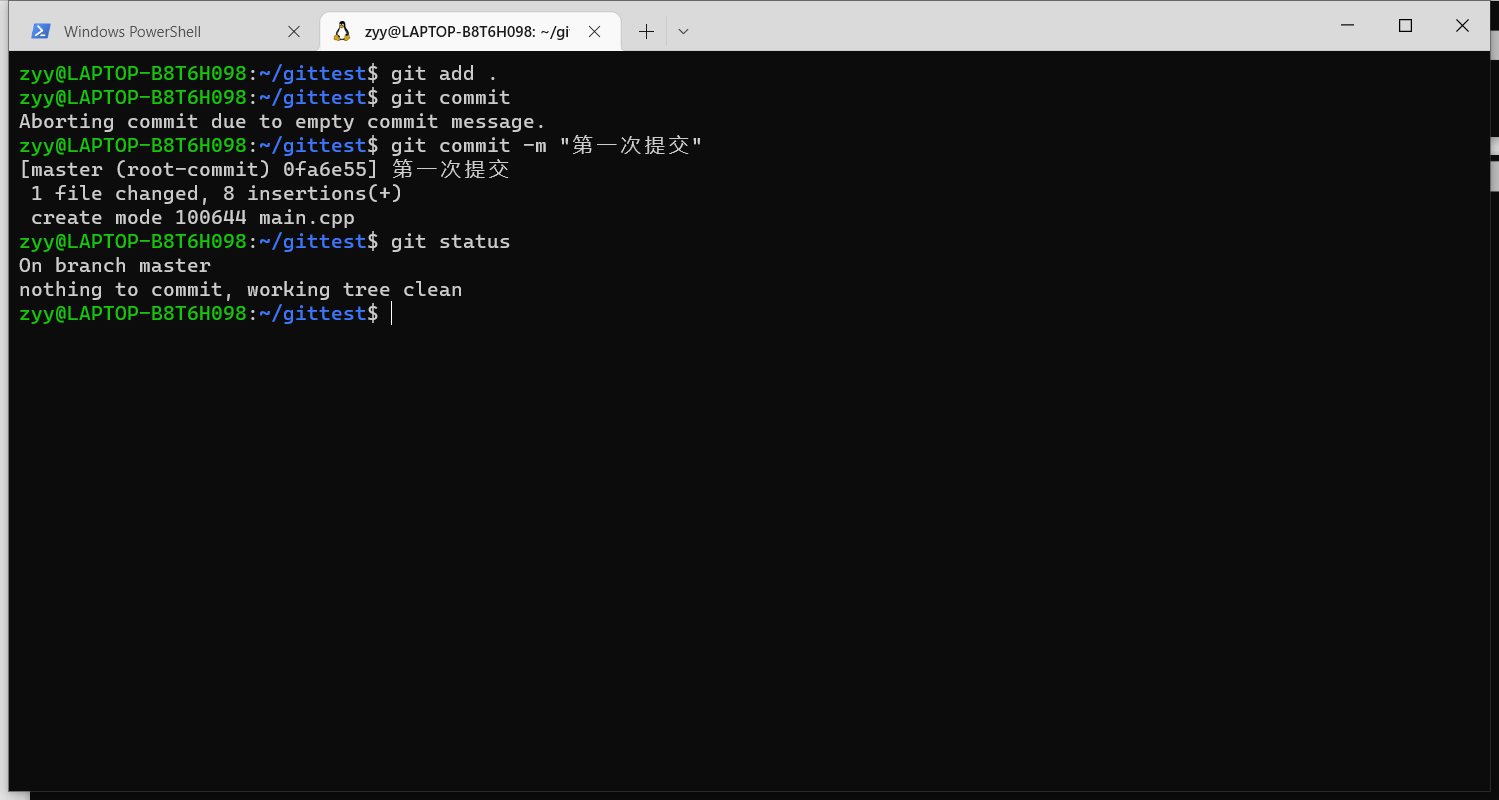 Windows PowerShell
zyy@LAPTOP-B8T6H098: ~/gi
zyy@LAPTOP-B8T6H098:~/gittest$ git add .
zyy@LAPTOP-B8T6H098:~/gittest$ git commit
Aborting commit due to empty commit message.
zyy@LAPTOP-B8T6H098:~/gittest$ git commit -m "第一次提交"
[master (root-commit) 0fa6e55] 第一次提交
 1 file changed, 8 insertions(+)
 create mode 100644 main.cpp
zyy@LAPTOP-B8T6H098:~/gittest$ git status
On branch master
nothing to commit, working tree clean
zyy@LAPTOP-B8T6H098:~/gittest$